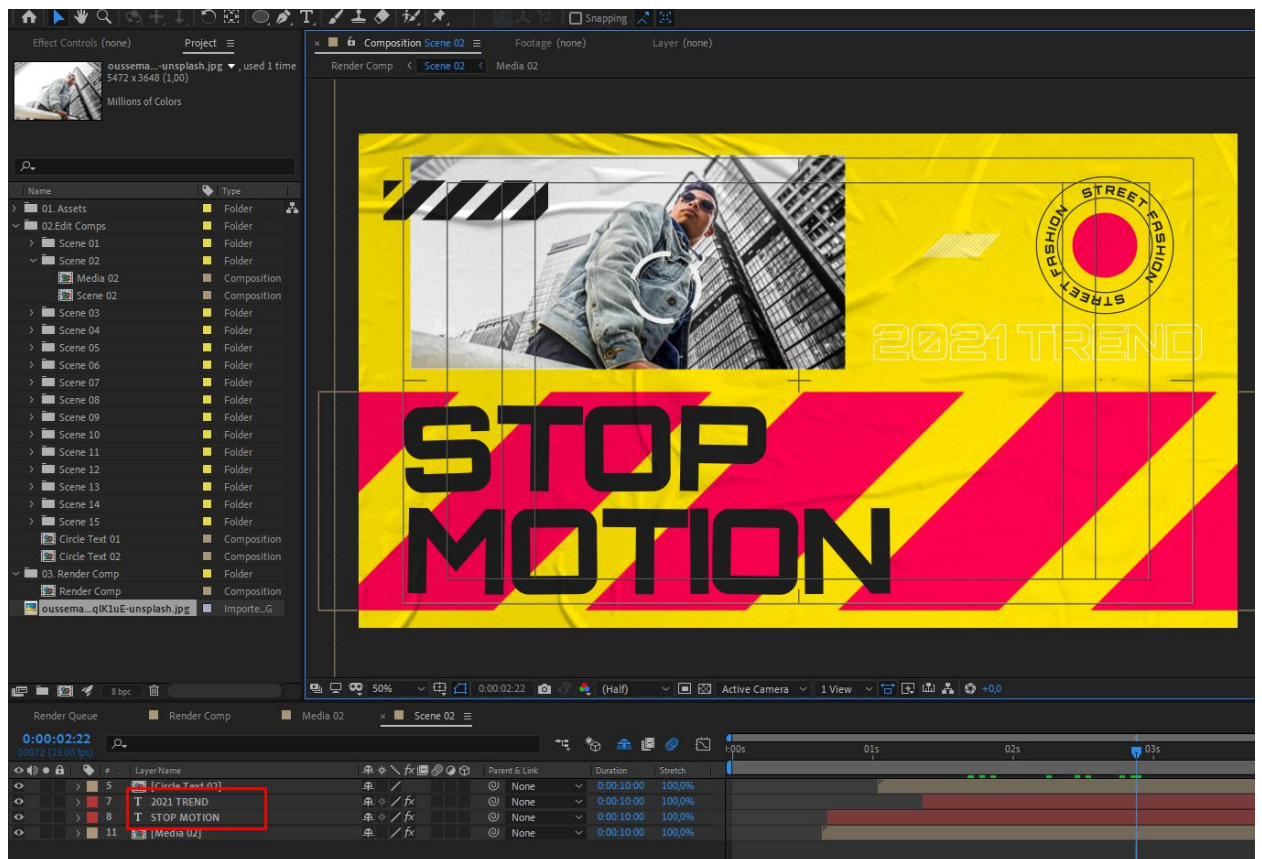 Snapping
Effect Controls (none)
Project
Composition Scene 02
Footage (none)
Layer (none)
oussema...-unsplash.jpg
, used 1 time
5472 x 3648 (1,00)
Millions of Colors
Render Comp
Scene 02
Media 02
Name
Type
01. Assets Folder
02.Edit Comps Folder
Scene 01 Folder
Scene 02 Folder
Media 02 Composition
Scene 02 Composition
Scene 03 Folder
Scene 04 Folder
Scene 05 Folder
Scene 06 Folder
Scene 07 Folder
Scene 08 Folder
Scene 09 Folder
Scene 10 Folder
Scene 11 Folder
Scene 12 Folder
Scene 13 Folder
Scene 14 Folder
Scene 15 Folder
Circle Text 01 Composition
Circle Text 02 Composition
03. Render Comp Folder
Render Comp Composition
oussema...qlK1uE-unsplash.jpg Importe...G
STREET FASHION STREET FASHION
2021 TREND
STOP
MOTION
8 bpc
50%
0:00:02:22
(Half)
Active Camera
1 View
+0,0
Render Queue
Render Comp
Media 02
Scene 02
0:00:02:22
00072 (25.00 fps)
:00s
01s
02s
03s
#
Layer Name
Parent & Link
Duration
Stretch
5 [Circle Text 02] None 0:00:10:00 100,0%
7 T 2021 TREND fx None 0:00:10:00 100,0%
8 T STOP MOTION fx None 0:00:10:00 100,0%
11 [Media 02] fx None 0:00:10:00 100,0%